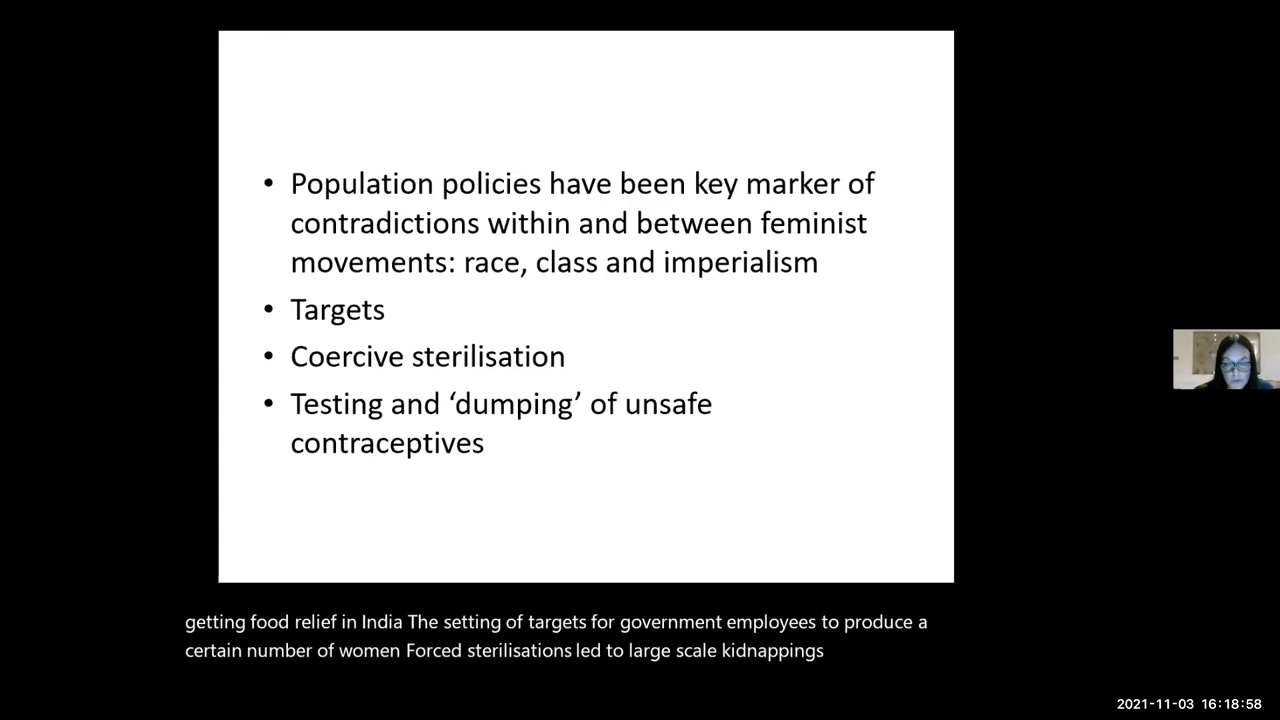 • Population policies have been key marker of
contradictions within and between feminist
movements: race, class and imperialism
• Targets
• Coercive sterilisation
• Testing and ‘dumping’ of unsafe
contraceptives
getting food relief in India The setting of targets for government employees to produce a
certain number of women Forced sterilisations led to large scale kidnappings
2021-11-03 16:18:58